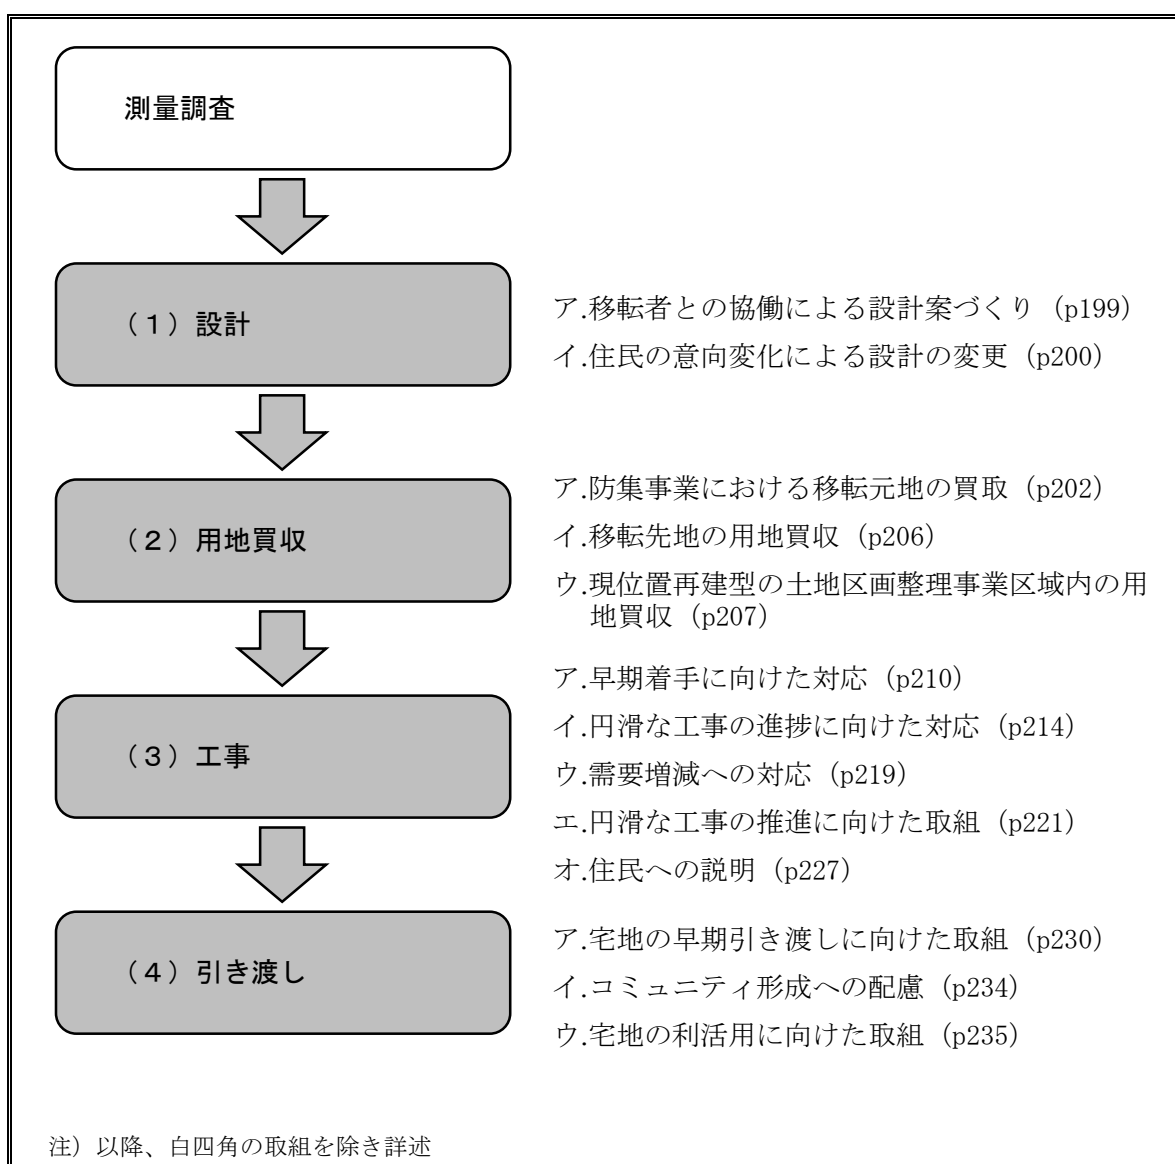 測量調査
（１）設計
ア.移転者との協働による設計案づくり（p199）
イ.住民の意向変化による設計の変更（p200）
（２）用地買収
ア.防集事業における移転元地の買取（p202）
イ.移転先地の用地買収（p206）
ウ.現位置再建型の土地区画整理事業区域内の用
地買収（p207）
（３）工事
ア.早期着手に向けた対応（p210）
イ.円滑な工事の進捗に向けた対応（p214）
ウ.需要増減への対応（p219）
エ.円滑な工事の推進に向けた取組（p221）
オ.住民への説明（p227）
（４）引き渡し
ア.宅地の早期引き渡しに向けた取組（p230）
イ.コミュニティ形成への配慮（p234）
ウ.宅地の利活用に向けた取組（p235）
注）以降、白四角の取組を除き詳述